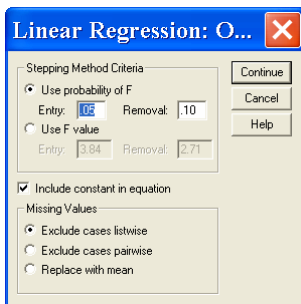 Linear Regression: O...
Stepping Method Criteria
Use probability of F
Entry: .05 Removal: .10
Use F value
Entry: 3.84 Removal: 2.71
Include constant in equation
Missing Values
Exclude cases listwise
Exclude cases pairwise
Replace with mean
Continue
Cancel
Help